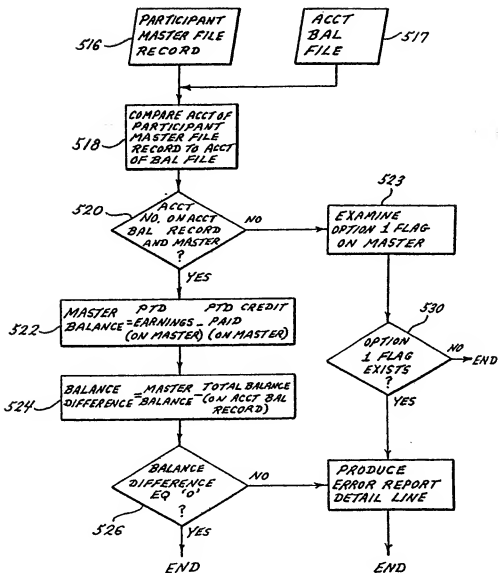 PARTICIPANT
MASTER FILE
RECORD
516
ACCT
BAL
FILE
517
COMPARE ACCT OF
PARTICIPANT
MASTER FILE
RECORD TO ACCT
OF BAL FILE
518
ACCT
NO. ON ACCT
BAL RECORD
AND MASTER
?
520
NO
YES
523
EXAMINE
OPTION 1 FLAG
ON MASTER
MASTER PTD PTD CREDIT
BALANCE = EARNINGS - PAID
(ON MASTER) (ON MASTER)
522
530
OPTION
1 FLAG
EXISTS
?
NO
END
YES
BALANCE = MASTER - TOTAL BALANCE
DIFFERENCE BALANCE (ON ACCT BAL
RECORD)
524
BALANCE
DIFFERENCE
EQ 'O'
?
526
NO
YES
PRODUCE
ERROR REPORT
DETAIL LINE
END
END